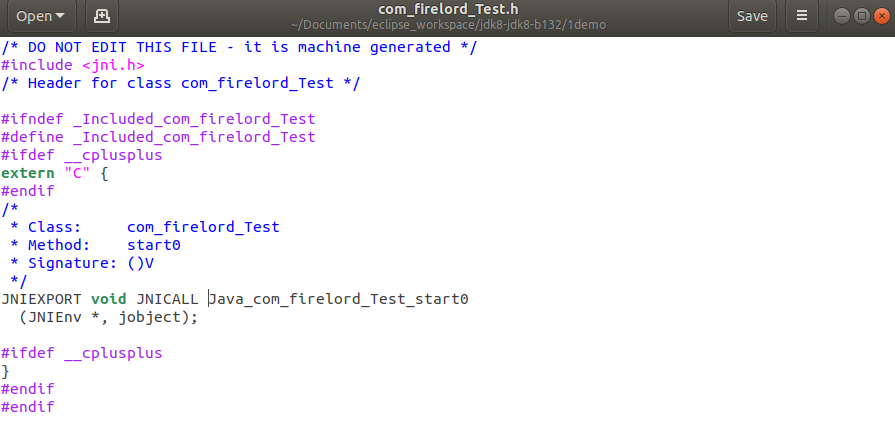 Open
com_firelord_Test.h
~/Documents/eclipse_workspace/jdk8-jdk8-b132/1demo
Save
/* DO NOT EDIT THIS FILE - it is machine generated */
#include <jni.h>
/* Header for class com_firelord_Test */
#ifndef _Included_com_firelord_Test
#define _Included_com_firelord_Test
#ifdef __cplusplus
extern "C" {
#endif
/*
 * Class:     com_firelord_Test
 * Method:    start0
 * Signature: ()V
 */
JNIEXPORT void JNICALL Java_com_firelord_Test_start0
  (JNIEnv *, jobject);
#ifdef __cplusplus
}
#endif
#endif